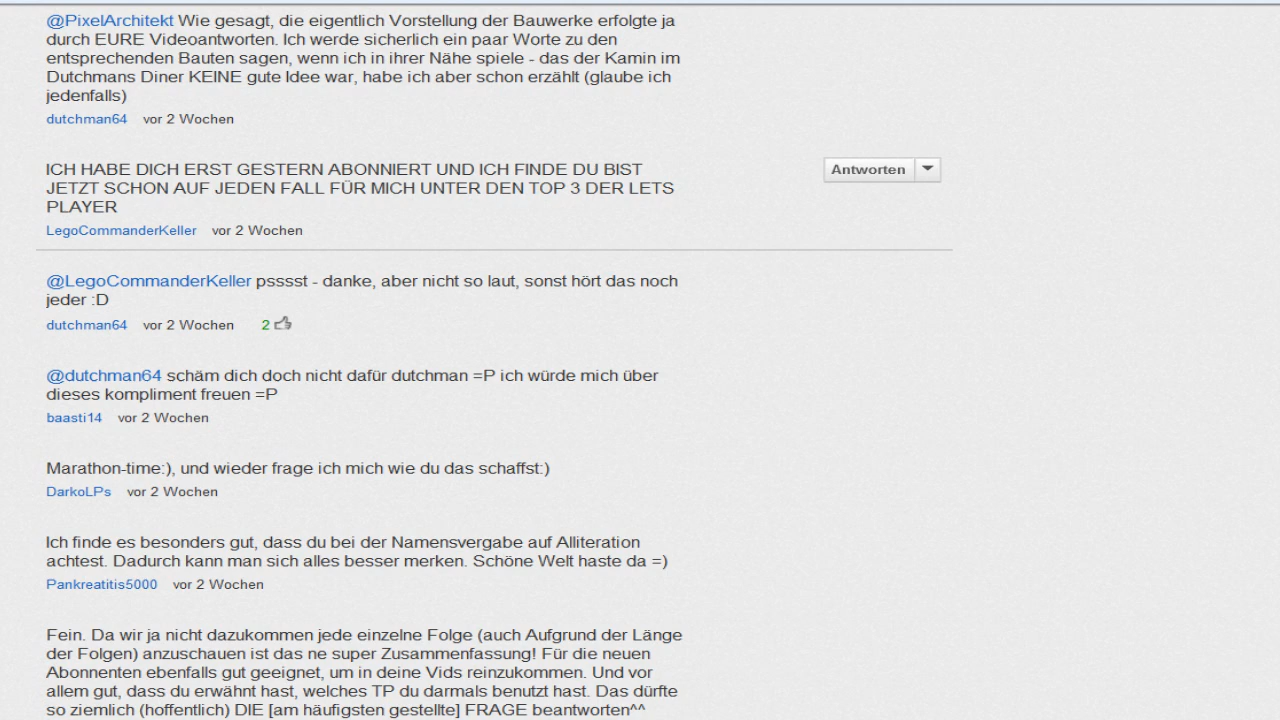 @PixelArchitekt Wie gesagt, die eigentlich Vorstellung der Bauwerke erfolgte ja
durch EURE Videoantworten. Ich werde sicherlich ein paar Worte zu den
entsprechenden Bauten sagen, wenn ich in ihrer Nähe spiele - das der Kamin im
Dutchmans Diner KEINE gute Idee war, habe ich aber schon erzählt (glaube ich
jedenfalls)
dutchman64 vor 2 Wochen
ICH HABE DICH ERST GESTERN ABONNIERT UND ICH FINDE DU BIST
JETZT SCHON AUF JEDEN FALL FÜR MICH UNTER DEN TOP 3 DER LETS
PLAYER
Antworten
LegoCommanderKeller vor 2 Wochen
@LegoCommanderKeller psssst - danke, aber nicht so laut, sonst hört das noch
jeder :D
dutchman64 vor 2 Wochen 2
@dutchman64 schäm dich doch nicht dafür dutchman =P ich würde mich über
dieses kompliment freuen =P
baasti14 vor 2 Wochen
Marathon-time:), und wieder frage ich mich wie du das schaffst:)
DarkoLPs vor 2 Wochen
Ich finde es besonders gut, dass du bei der Namensvergabe auf Alliteration
achtest. Dadurch kann man sich alles besser merken. Schöne Welt haste da =)
Pankreatitis5000 vor 2 Wochen
Fein. Da wir ja nicht dazukommen jede einzelne Folge (auch Aufgrund der Länge
der Folgen) anzuschauen ist das ne super Zusammenfassung! Für die neuen
Abonnenten ebenfalls gut geeignet, um in deine Vids reinzukommen. Und vor
allem gut, dass du erwähnt hast, welches TP du darmals benutzt hast. Das dürfte
so ziemlich (hoffentlich) DIE [am häufigsten gestellte] FRAGE beantworten^^